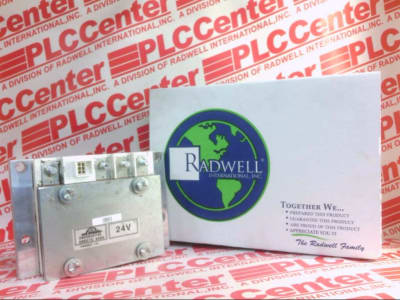 PLCCenter
A DIVISION OF RADWELL INTERNATIONAL, INC.
RADWELL
INTERNATIONAL, INC.
TOGETHER WE...
• PREPARED THIS PRODUCT
• GUARANTEE THIS PRODUCT
• ARE PROUD OF THIS PRODUCT
• APPRECIATE YOU !!!
The Radwell Family
24V